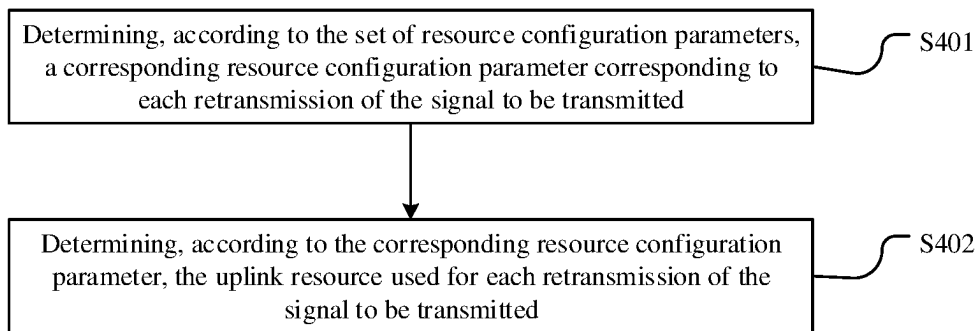 Determining, according to the set of resource configuration parameters,
a corresponding resource configuration parameter corresponding to
each retransmission of the signal to be transmitted
S401
Determining, according to the corresponding resource configuration
parameter, the uplink resource used for each retransmission of the
signal to be transmitted
S402